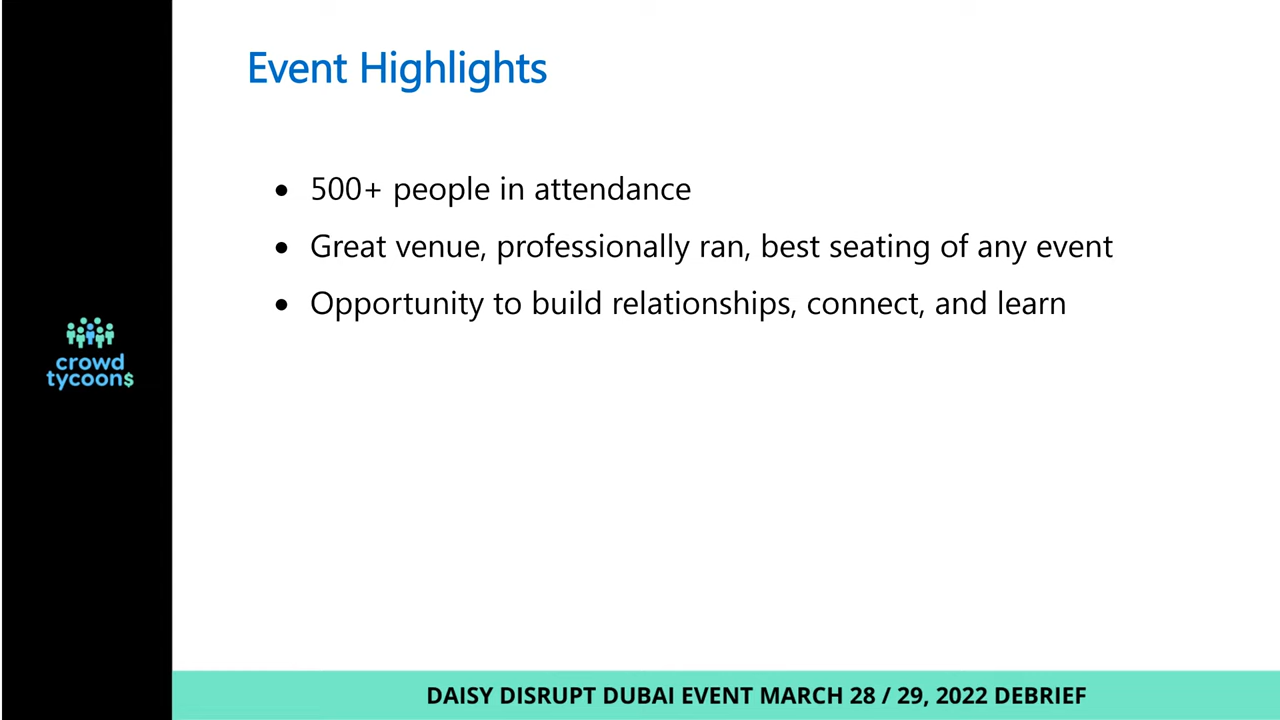 Event Highlights
• 500+ people in attendance
• Great venue, professionally ran, best seating of any event
• Opportunity to build relationships, connect, and learn
crowd
tycoon$
DAISY DISRUPT DUBAI EVENT MARCH 28 / 29, 2022 DEBRIEF